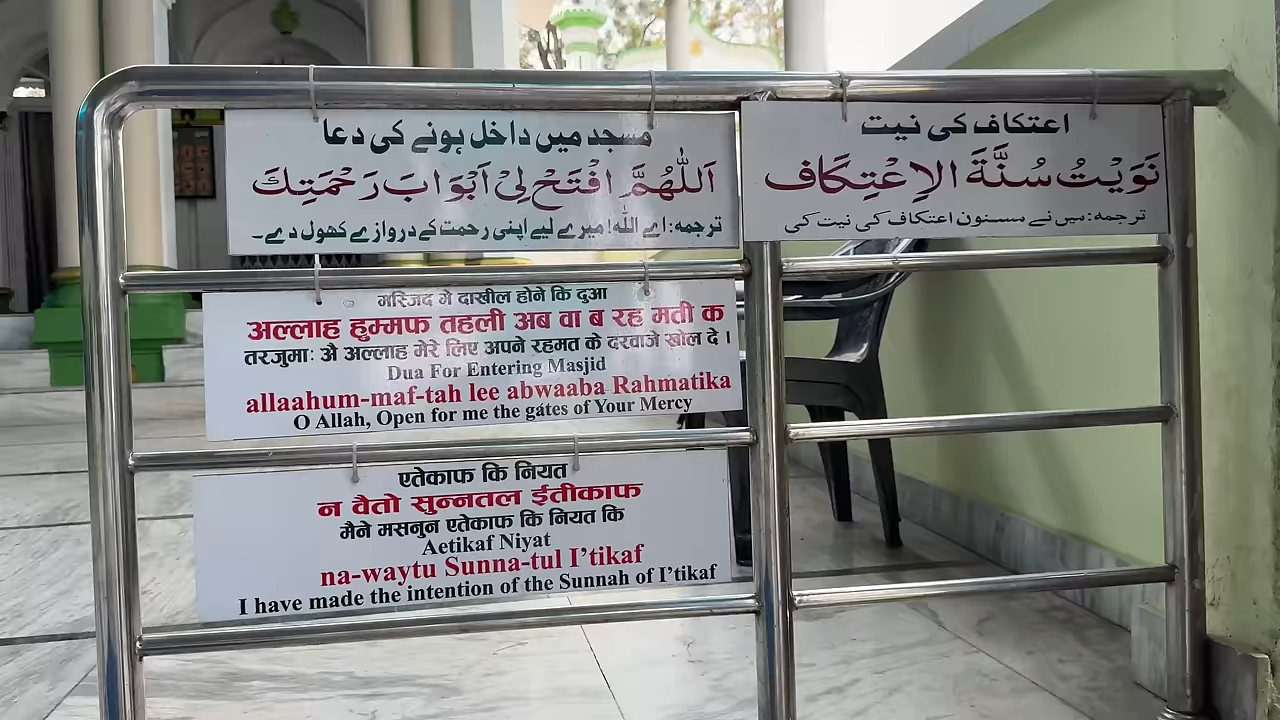 مسجد میں داخل ہونے کی دعا
اَللّٰهُمَّ افْتَحْ لِیْ اَبْوَابَ رَحْمَتِكَ
ترجمہ: اے اللہ! میرے لیے اپنی رحمت کے دروازے کھول دے۔
اعتکاف کی نیت
نَوَيْتُ سُنَّةَ الاِعْتِكَاف
ترجمہ: میں نے مسنون اعتکاف کی نیت کی
मस्जिद मे दाखील होने कि दुआ
अल्लाह हुम्मफ तहली अब वा ब रह मती क
तरजुमाः अै अल्लाह मेरे लिए अपने रहमत के दरवाजे खोल दे ।
Dua For Entering Masjid
allaahum-maf-tah lee abwaaba Rahmatika
O Allah, Open for me the gates of Your Mercy
एतेकाफ कि नियत
न वैतो सुन्नतल ईतीकाफ
मैने मसनुन एतेकाफ कि नियत कि
Aetikaf Niyat
na-waytu Sunna-tul I'tikaf
I have made the intention of the Sunnah of I'tikaf